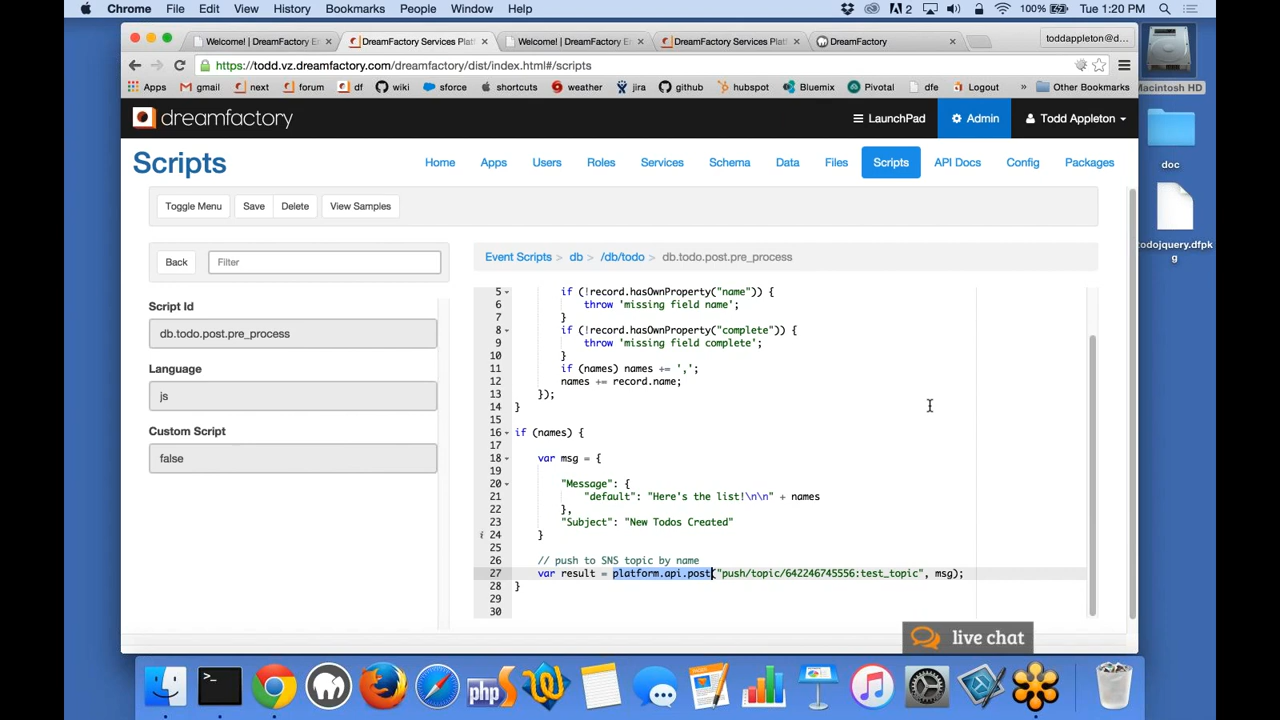 Chrome File Edit View History Bookmarks People Window Help
2 100% Tue 1:20 PM
Welcome! | DreamFactory E
DreamFactory Services Plat
Welcome! | DreamFactory E
DreamFactory Services Platf
DreamFactory
toddappleton@d...
https://todd.vz.dreamfactory.com/dreamfactory/dist/index.html#/scripts
Apps gmail next forum df wiki sforce shortcuts weather jira github hubspot Bluemix Pivotal dfe Logout » Other Bookmarks
Macintosh HD
dreamfactory
LaunchPad Admin Todd Appleton
Scripts
Home Apps Users Roles Services Schema Data Files Scripts API Docs Config Packages
doc
Toggle Menu Save Delete View Samples
todojquery.dfpk
g
Back Filter
Event Scripts > db > /db/todo > db.todo.post.pre_process
Script Id
db.todo.post.pre_process
Language
js
Custom Script
false
5 if (!record.hasOwnProperty("name")) {
6 throw 'missing field name';
7 }
8 if (!record.hasOwnProperty("complete")) {
9 throw 'missing field complete';
10 }
11 if (names) names += ',';
12 names += record.name;
13 });
14 }
15
16 if (names) {
17
18 var msg = {
19
20 "Message": {
21 "default": "Here's the list!\n\n" + names
22 },
23 "Subject": "New Todos Created"
24 }
25
26 // push to SNS topic by name
27 var result = platform.api.post("push/topic/642246745556:test_topic", msg);
28 }
29
30
live chat
php